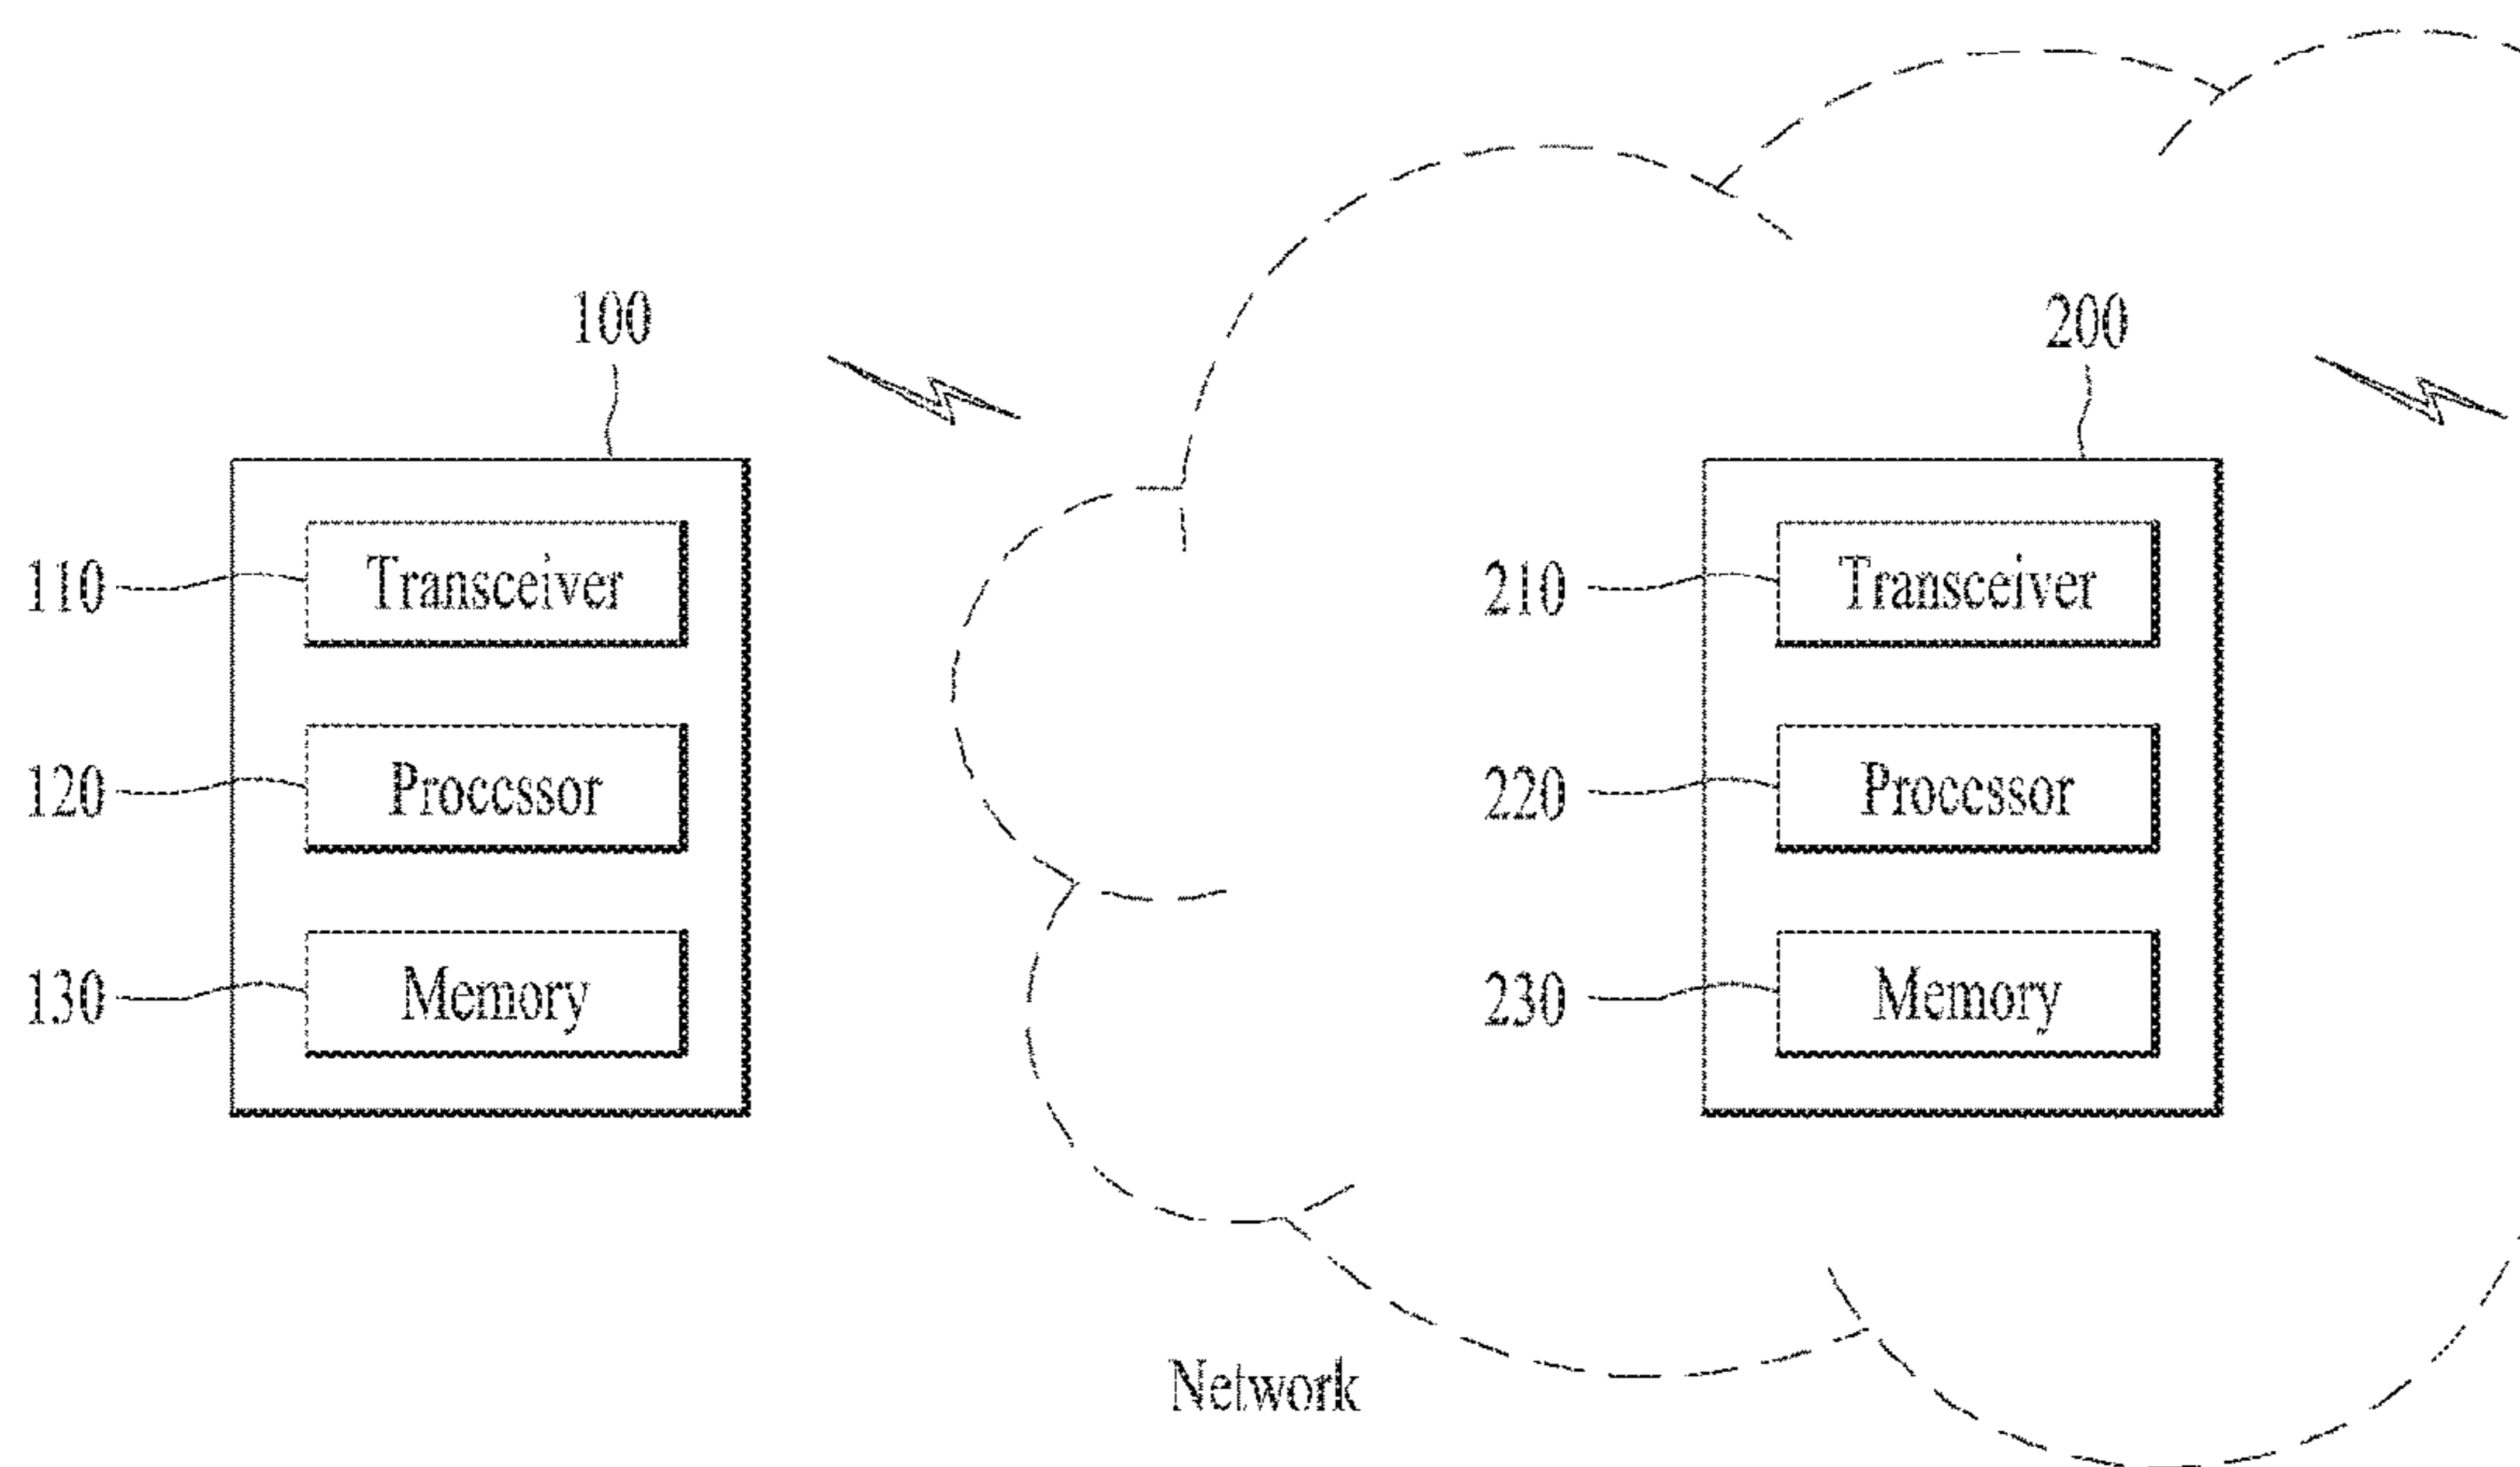 100
200
110 Transceiver
210 Transceiver
120 Processor
220 Processor
130 Memory
230 Memory
Network